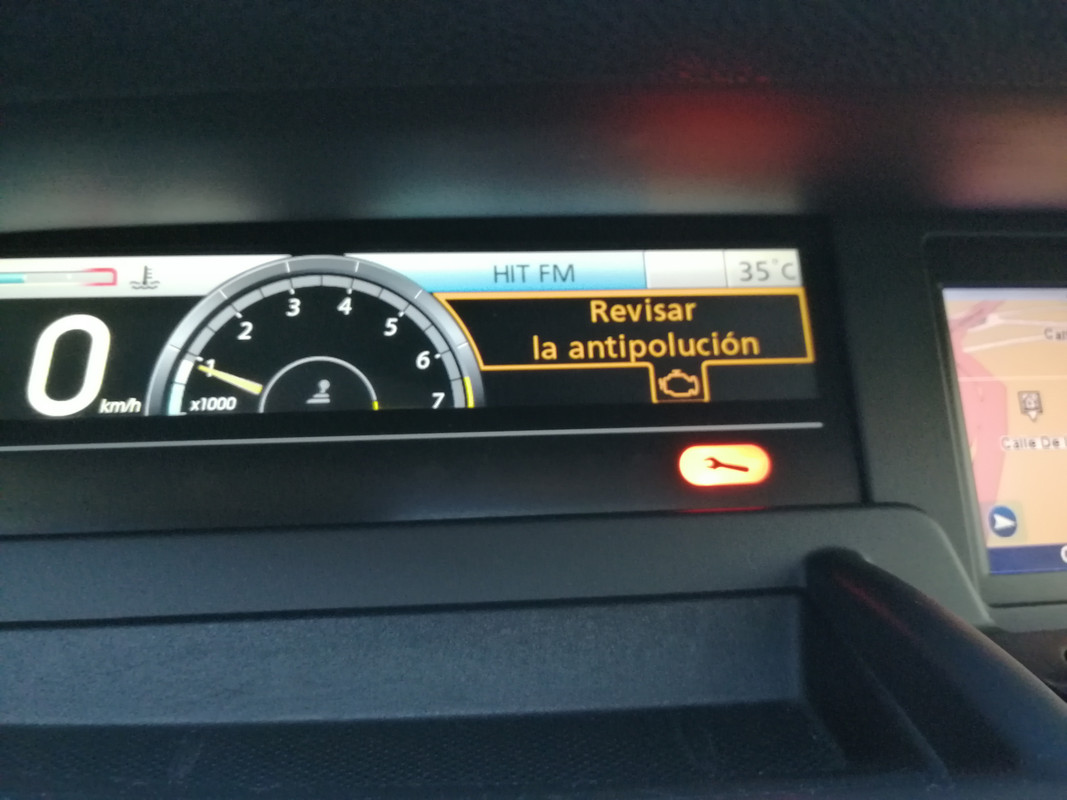 HIT FM
35°C
Revisar
la antipolución
0
km/h
1
2
3
4
5
6
7
x1000